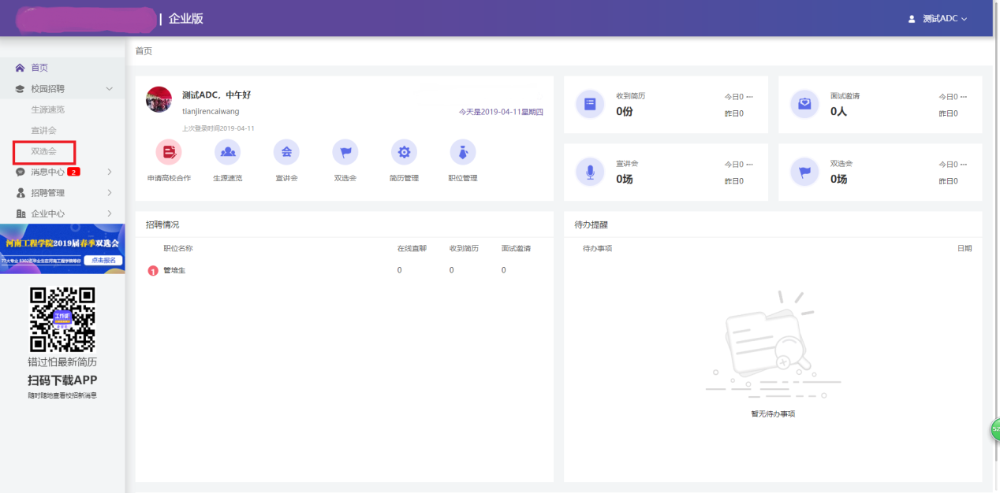 企业版
测试ADC
首页
校园招聘
生源速览
宣讲会
双选会
消息中心 2
招聘管理
企业中心
河南工程学院2019届春季双选会
点击报名
工作啦
错过怕最新简历
扫码下载APP
随时随地查看校招新消息
首页
测试ADC，中午好
tianjirencaiwang
今天是2019-04-11星期四
上次登录时间2019-04-11
申请高校合作 生源速览 宣讲会 双选会 简历管理 职位管理
收到简历 今日0 --
0份 昨日0
面试邀请 今日0 --
0人 昨日0
宣讲会 今日0 --
0场 昨日0
双选会 今日0 --
0场 昨日0
招聘情况
职位名称 在线直聊 收到简历 面试邀请
1 管培生 0 0 0
待办提醒
待办事项 日期
暂无待办事项